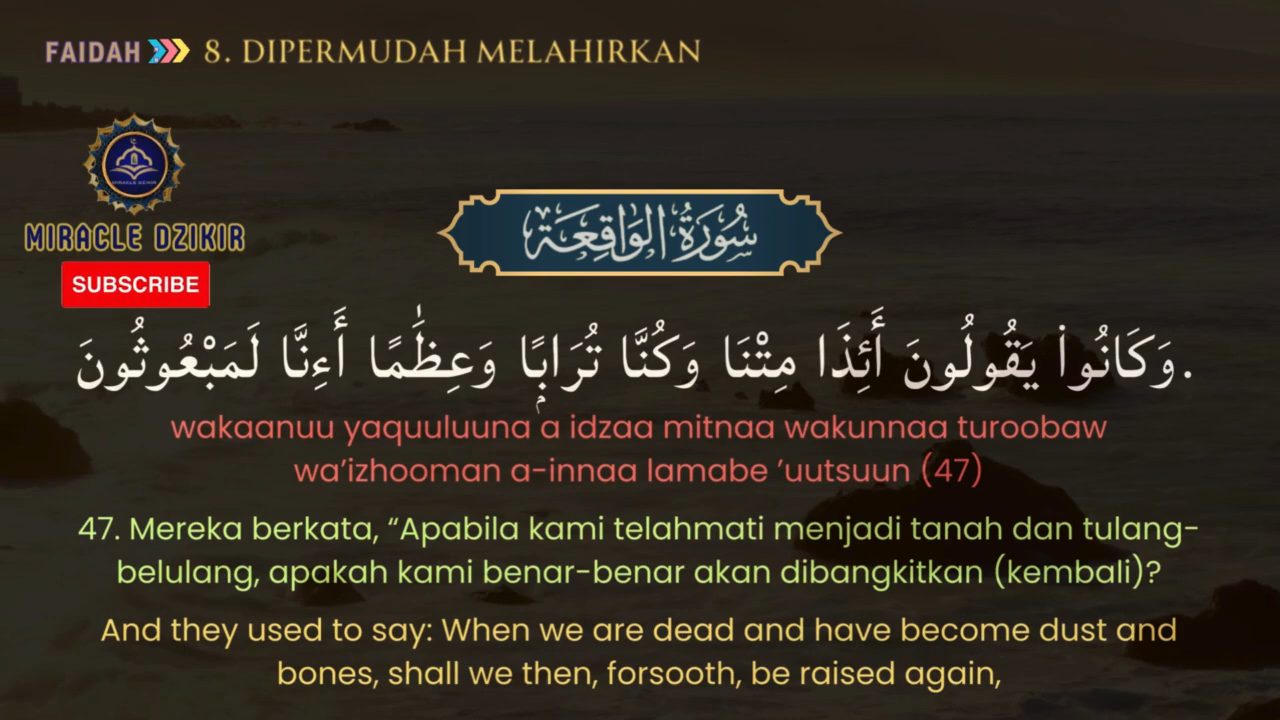 FAIDAH 8. DIPERMUDAH MELAHIRKAN
MIRACLE DZIKIR
MIRACLE DZIKIR
SUBSCRIBE
سُورَةُ الوَاقِعَة
وَكَانُوا۟ يَقُولُونَ أَئِذَا مِتْنَا وَكُنَّا تُرَابًۭا وَعِظَٰمًا أَءِنَّا لَمَبْعُوثُونَ.
wakaanuu yaquuluuna a idzaa mitnaa wakunnaa turoobaw
wa’izhooman a-innaa lamabe ’uutsuun (47)
47. Mereka berkata, “Apabila kami telahmati menjadi tanah dan tulang-
belulang, apakah kami benar-benar akan dibangkitkan (kembali)?
And they used to say: When we are dead and have become dust and
bones, shall we then, forsooth, be raised again,